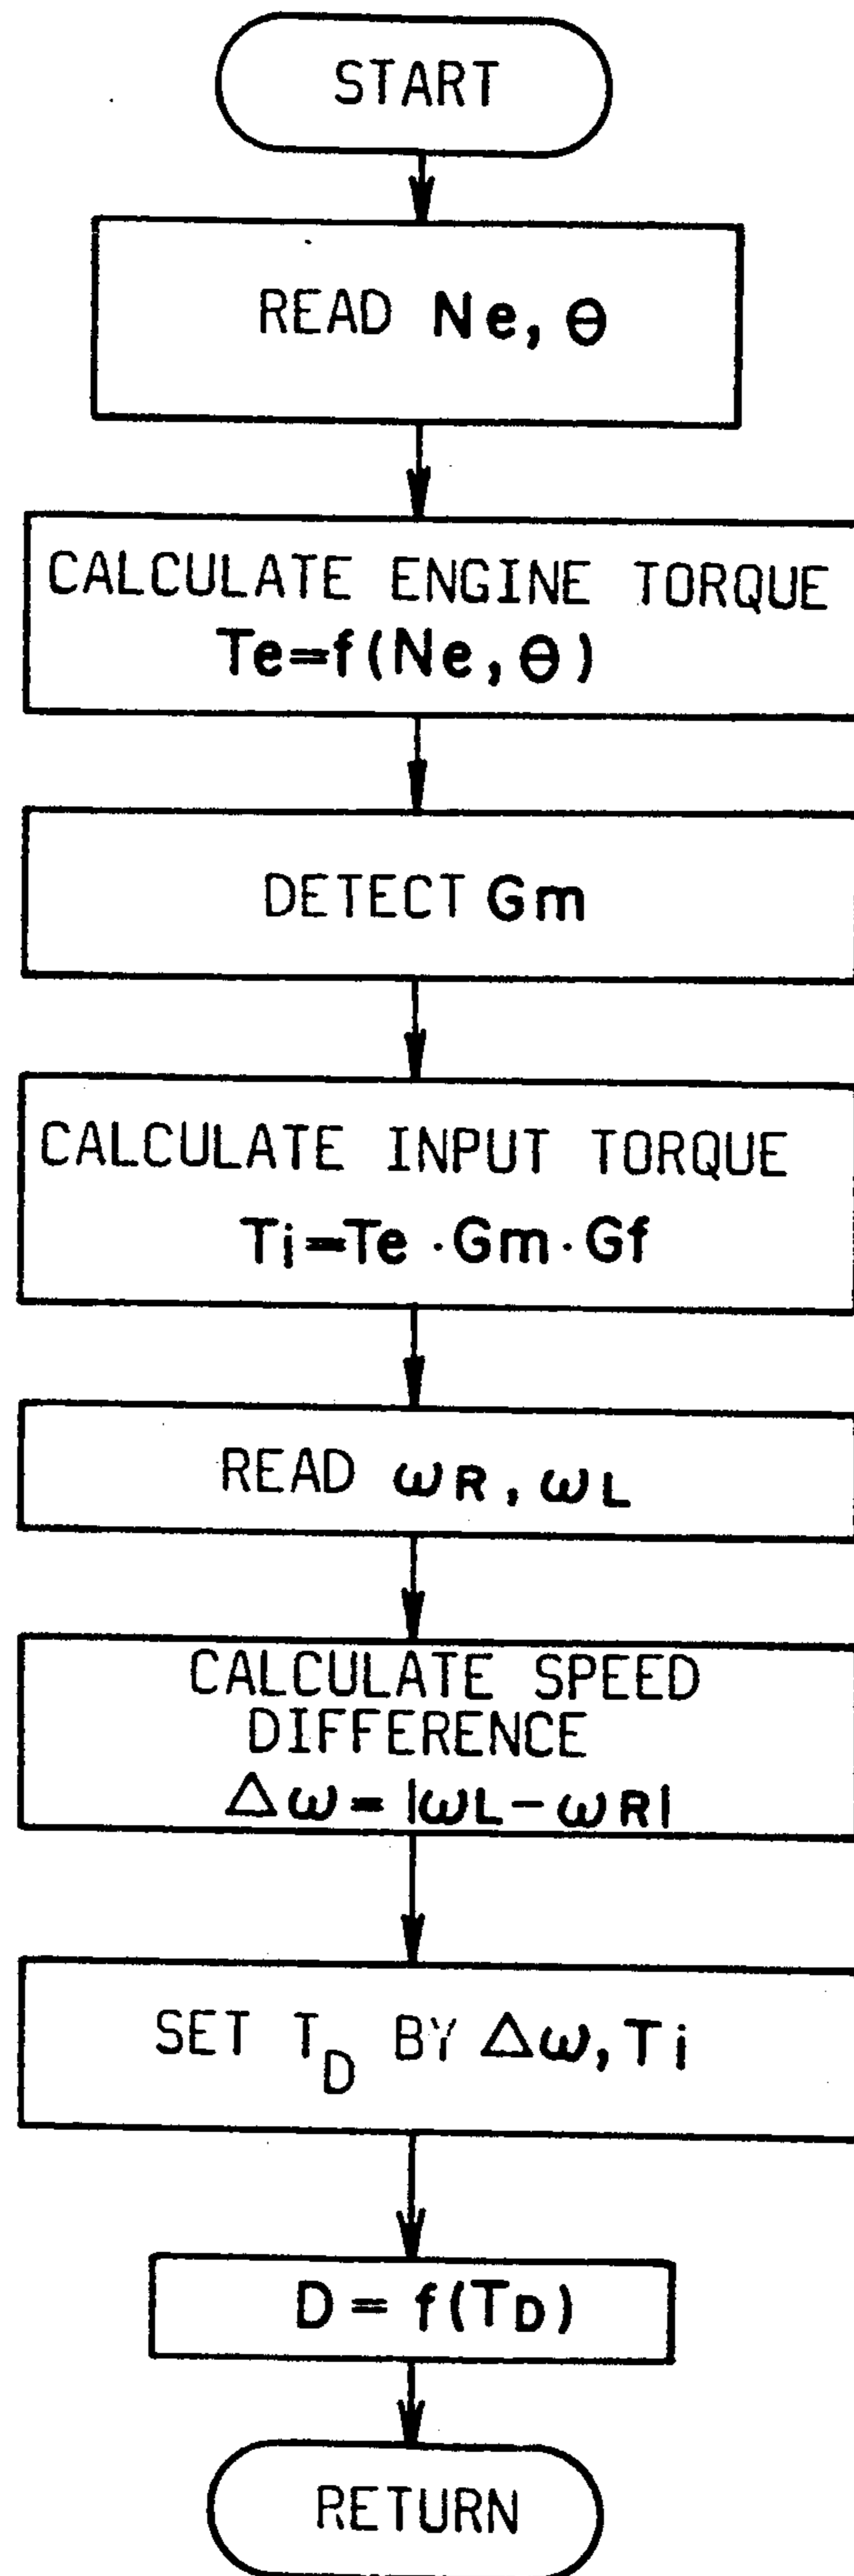 START
READ Ne, θ
CALCULATE ENGINE TORQUE
Te=f(Ne, θ)
DETECT Gm
CALCULATE INPUT TORQUE
Ti=Te·Gm·Gf
READ ωR, ωL
CALCULATE SPEED
DIFFERENCE
Δω=|ωL-ωR|
SET T_D BY Δω, Ti
D = f(TD)
RETURN